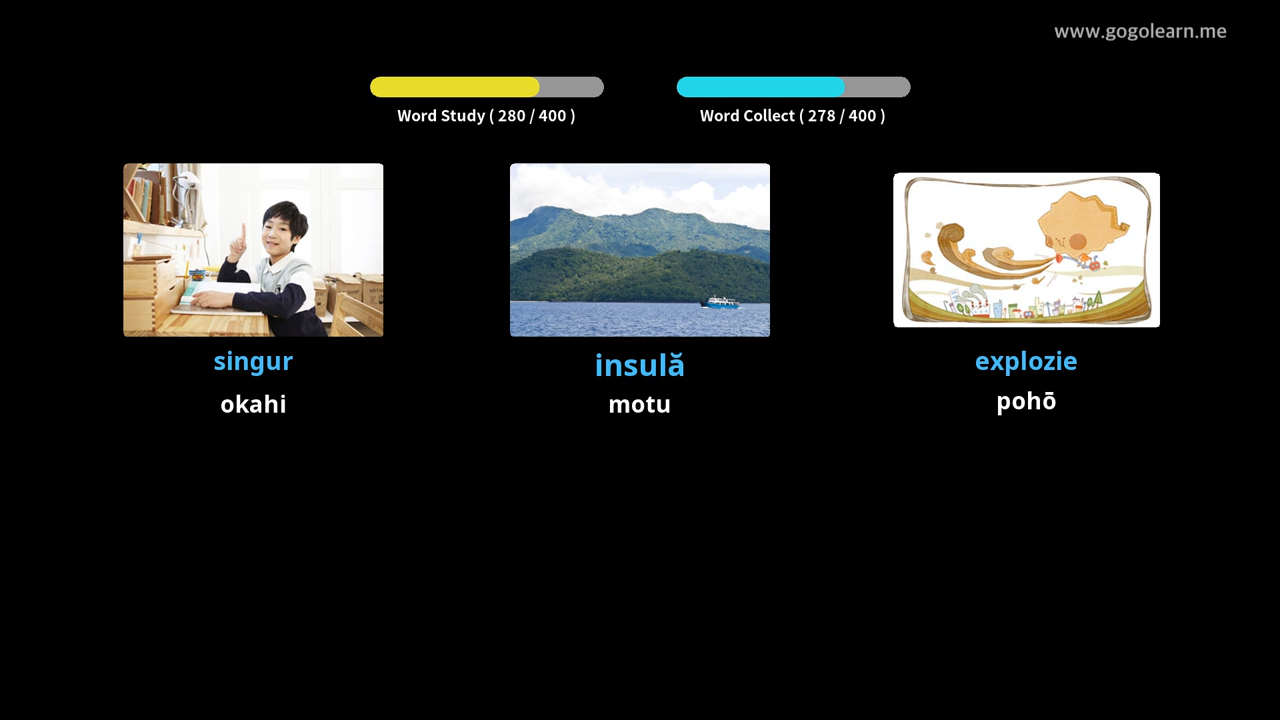 www.gogolearn.me
Word Study ( 280 / 400 )
Word Collect ( 278 / 400 )
singur
okahi
insulă
motu
explozie
pohō